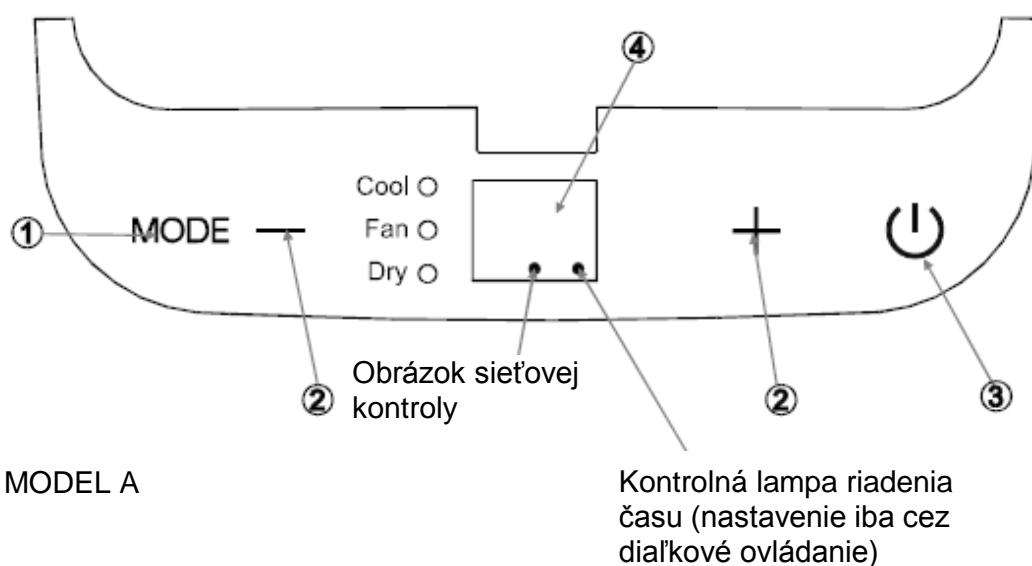 ④
Cool
① MODE
Fan
Dry
②
Obrázok sieťovej
kontroly
②
③
MODEL A
Kontrolná lampa riadenia
času (nastavenie iba cez
diaľkové ovládanie)